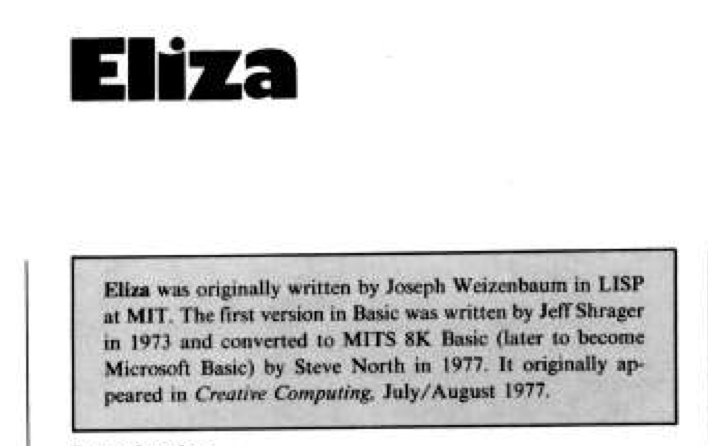 Eliza
Eliza was originally written by Joseph Weizenbaum in LISP
at MIT. The first version in Basic was written by Jeff Shrager
in 1973 and converted to MITS 8K Basic (later to become
Microsoft Basic) by Steve North in 1977. It originally ap-
peared in Creative Computing, July/August 1977.